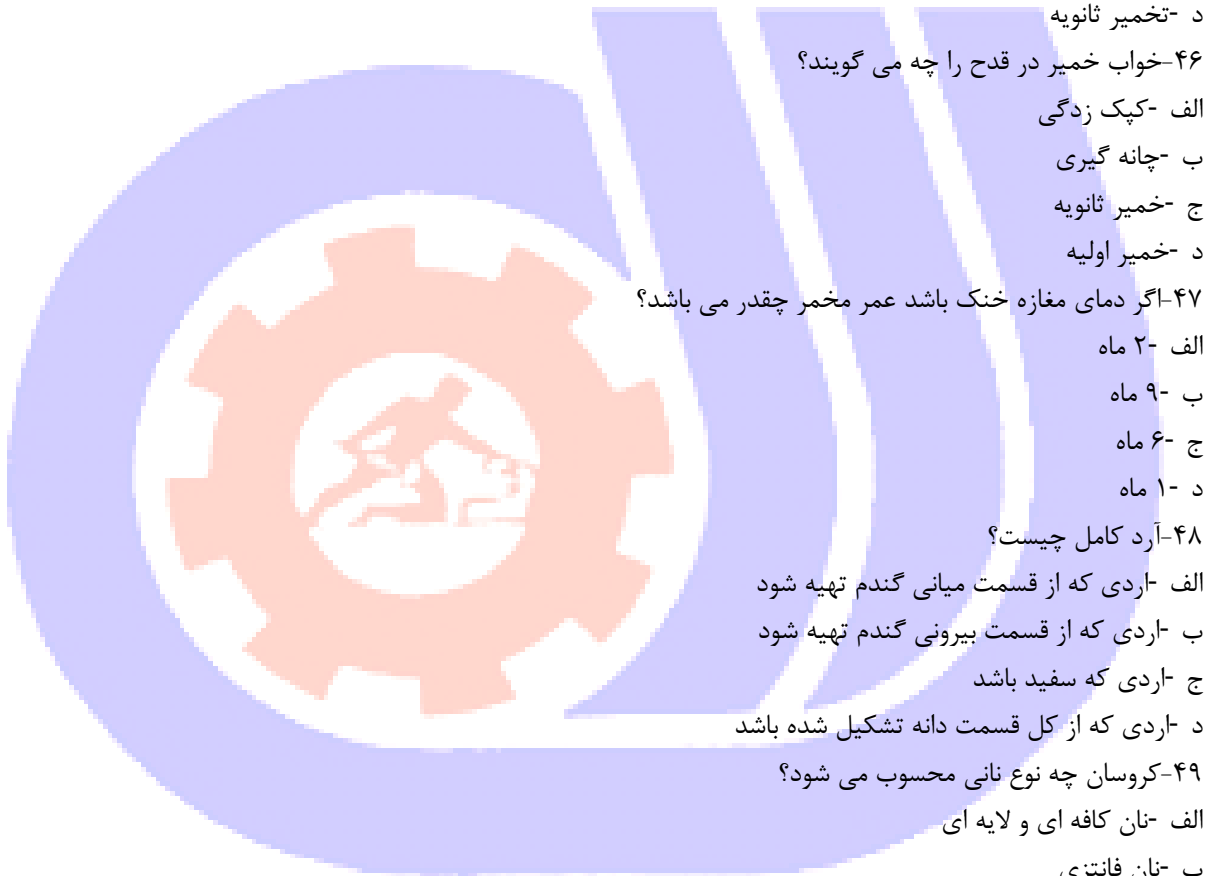 د -تخمیر ثانویه
۴۶-خواب خمیر در قدح را چه می گویند؟
الف -کپک زدگی
ب -چانه گیری
ج -خمیر ثانویه
د -خمیر اولیه
۴۷-اگر دمای مغازه خنک باشد عمر مخمر چقدر می باشد؟
الف -۲ ماه
ب -۹ ماه
ج -۶ ماه
د -۱ ماه
۴۸-آرد کامل چیست؟
الف -اردی که از قسمت میانی گندم تهیه شود
ب -اردی که از قسمت بیرونی گندم تهیه شود
ج -اردی که سفید باشد
د -اردی که از کل قسمت دانه تشکیل شده باشد
۴۹-کروسان چه نوع نانی محسوب می شود؟
الف -نان کافه ای و لایه ای
ب -نان فانتزی